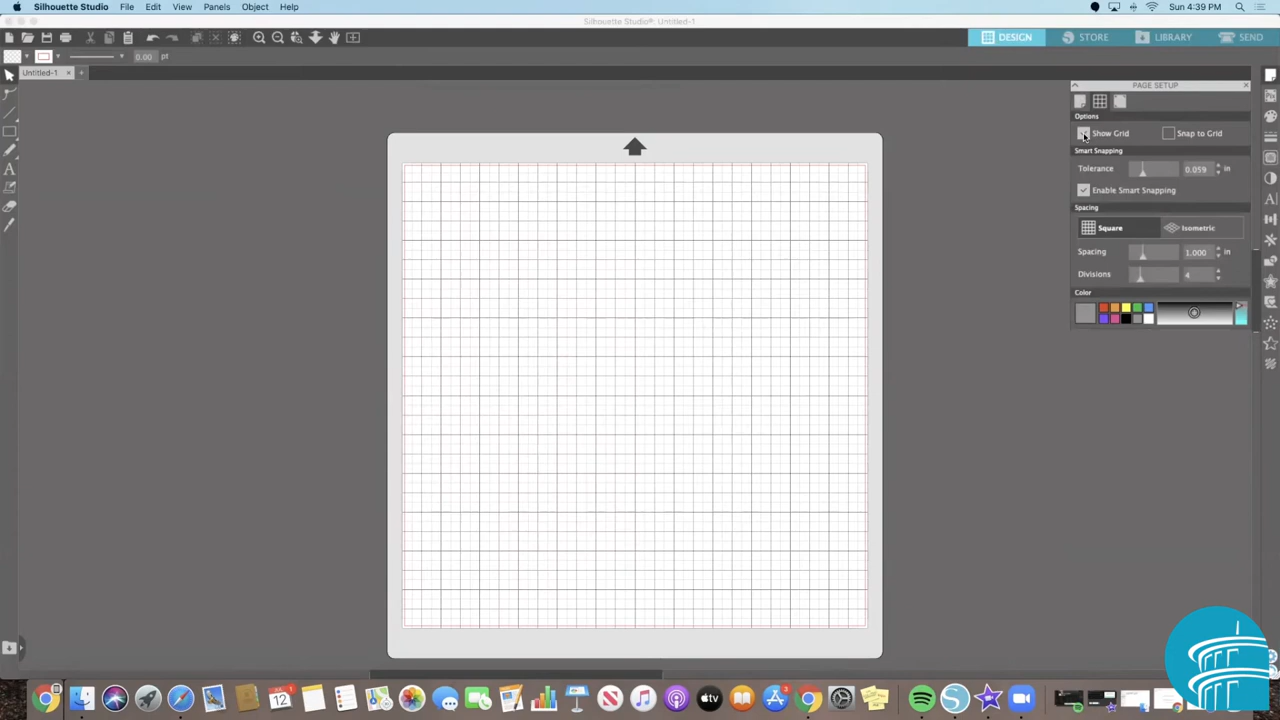 Silhouette Studio File Edit View Panels Object Help Sun 4:39 PM
Silhouette Studio®: Untitled-1
DESIGN STORE LIBRARY SEND
0.00 pt
Untitled-1 × +
PAGE SETUP
Options
Show Grid Snap to Grid
Smart Snapping
Tolerance 0.059 in
Enable Smart Snapping
Spacing
Square Isometric
Spacing 1.000 in
Divisions 4
Color